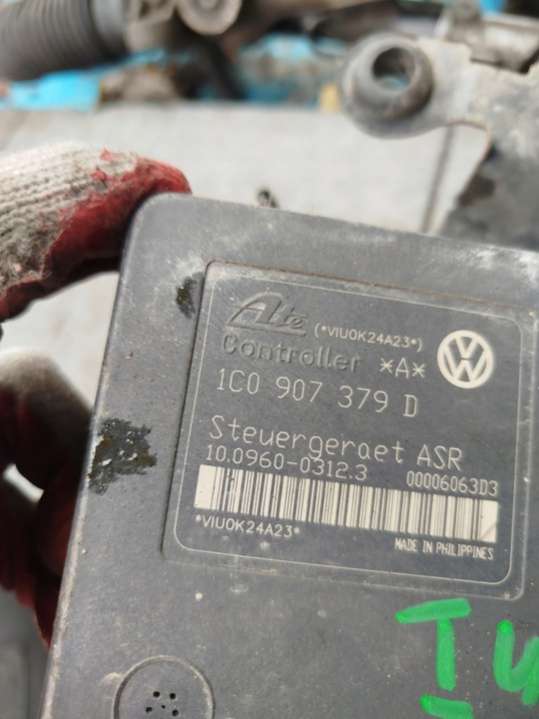 Ate (*VIU0K24A23*)
Controller *A*
1C0 907 379 D
Steuergeraet ASR
10.0960-0312.3 00006063D3
*VIU0K24A23*
MADE IN PHILIPPINES